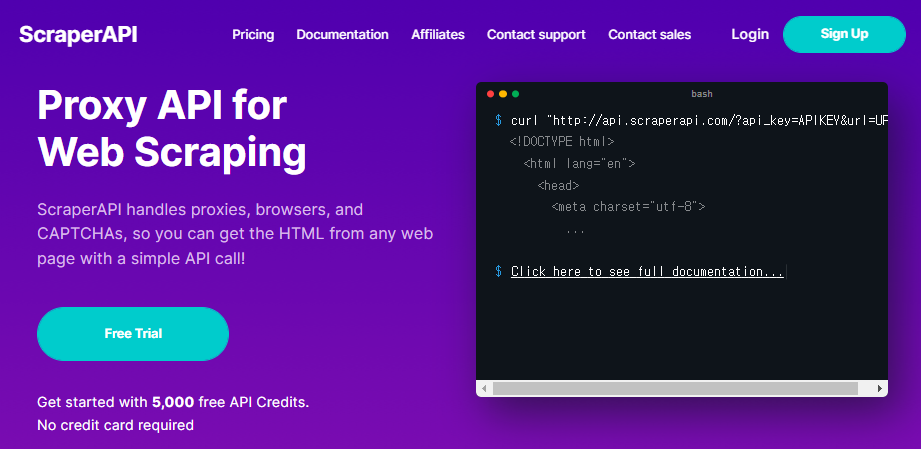 ScraperAPI
Pricing Documentation Affiliates Contact support Contact sales Login Sign Up
Proxy API for
Web Scraping
ScraperAPI handles proxies, browsers, and
CAPTCHAs, so you can get the HTML from any web
page with a simple API call!
Free Trial
Get started with 5,000 free API Credits.
No credit card required
bash
$ curl "http://api.scraperapi.com/?api_key=APIKEY&url=
<!DOCTYPE html>
<html lang="en">
<head>
<meta charset="utf-8">
...
$ Click here to see full documentation...